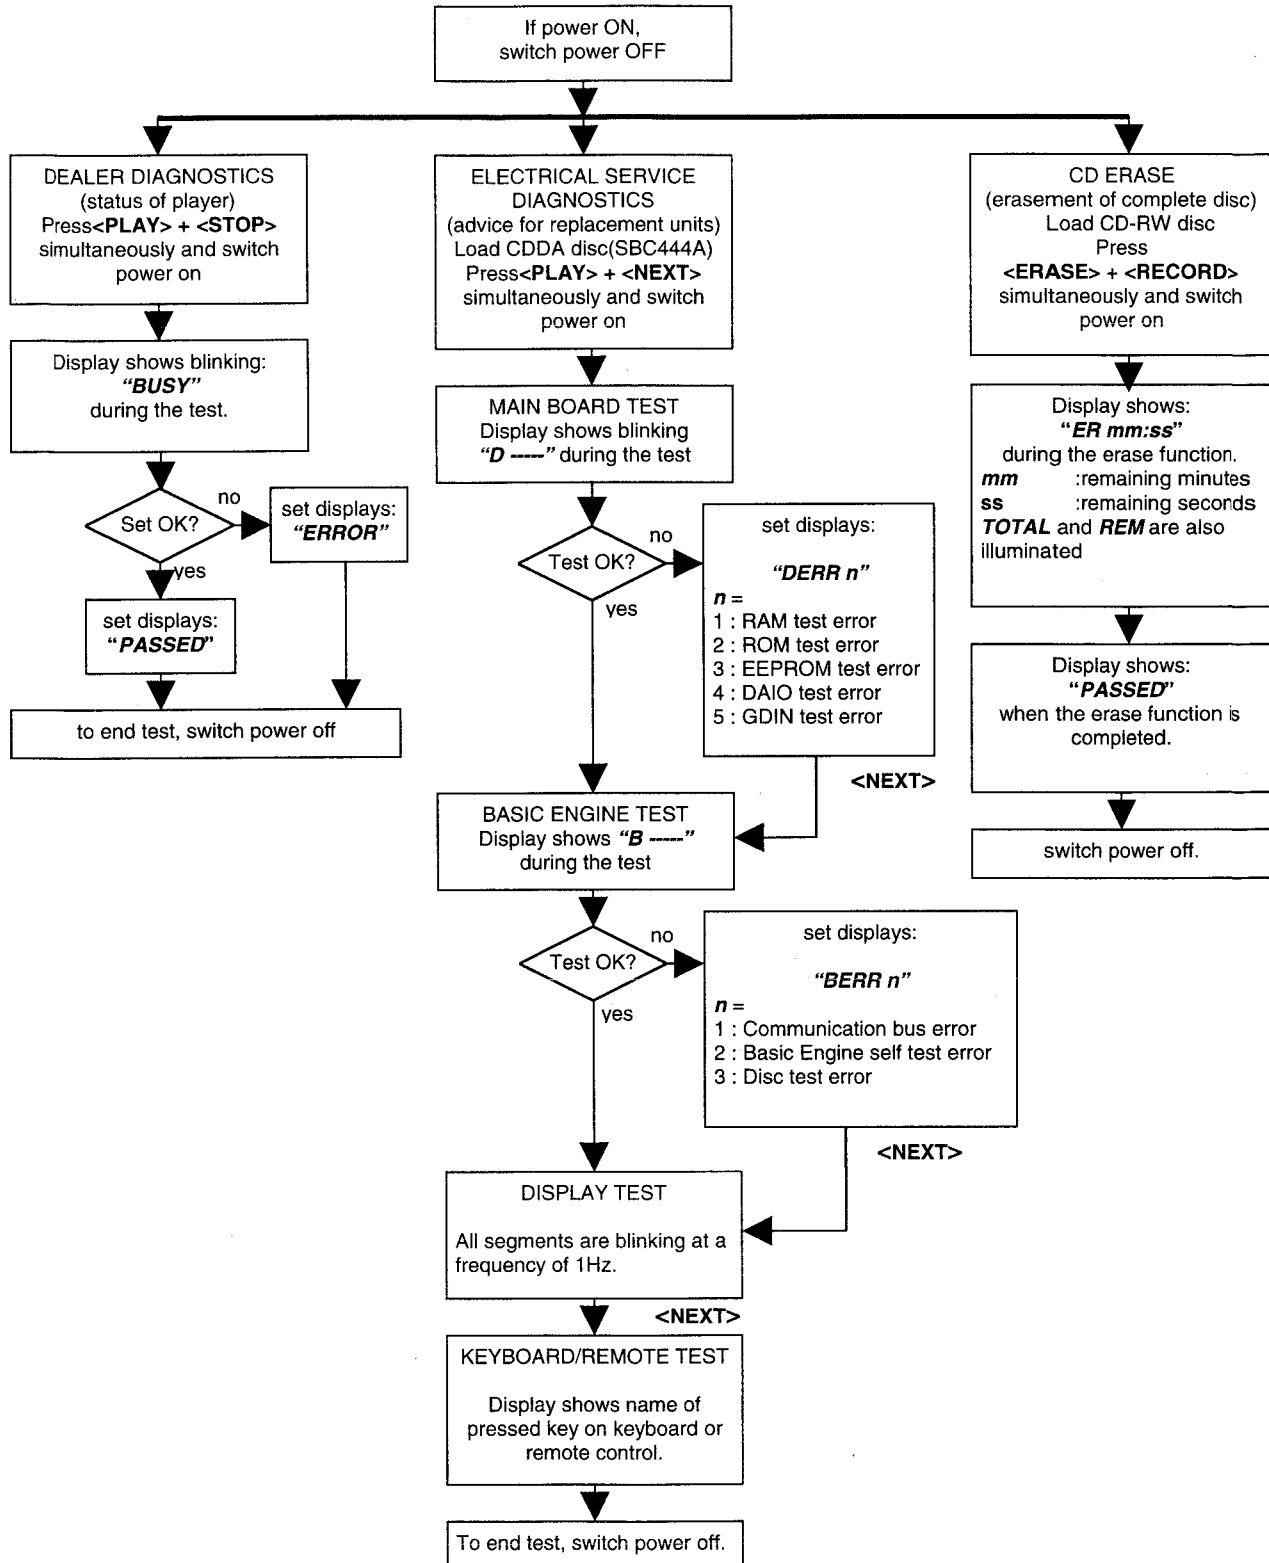 If power ON,
switch power OFF
DEALER DIAGNOSTICS
(status of player)
Press<PLAY> + <STOP>
simultaneously and switch
power on
Display shows blinking:
“BUSY”
during the test.
Set OK?
no
set displays:
“ERROR”
yes
set displays:
“PASSED”
to end test, switch power off
ELECTRICAL SERVICE
DIAGNOSTICS
(advice for replacement units)
Load CDDA disc(SBC444A)
Press<PLAY> + <NEXT>
simultaneously and switch
power on
MAIN BOARD TEST
Display shows blinking
“D -----” during the test
Test OK?
no
yes
set displays:
“DERR n”
n =
1 : RAM test error
2 : ROM test error
3 : EEPROM test error
4 : DAIO test error
5 : GDIN test error
<NEXT>
BASIC ENGINE TEST
Display shows “B -----”
during the test
Test OK?
no
yes
set displays:
“BERR n”
n =
1 : Communication bus error
2 : Basic Engine self test error
3 : Disc test error
<NEXT>
DISPLAY TEST
All segments are blinking at a
frequency of 1Hz.
<NEXT>
KEYBOARD/REMOTE TEST
Display shows name of
pressed key on keyboard or
remote control.
To end test, switch power off.
CD ERASE
(erasement of complete disc)
Load CD-RW disc
Press
<ERASE> + <RECORD>
simultaneously and switch
power on
Display shows:
“ER mm:ss”
during the erase function.
mm :remaining minutes
ss :remaining seconds
TOTAL and REM are also
illuminated
Display shows:
“PASSED”
when the erase function is
completed.
switch power off.